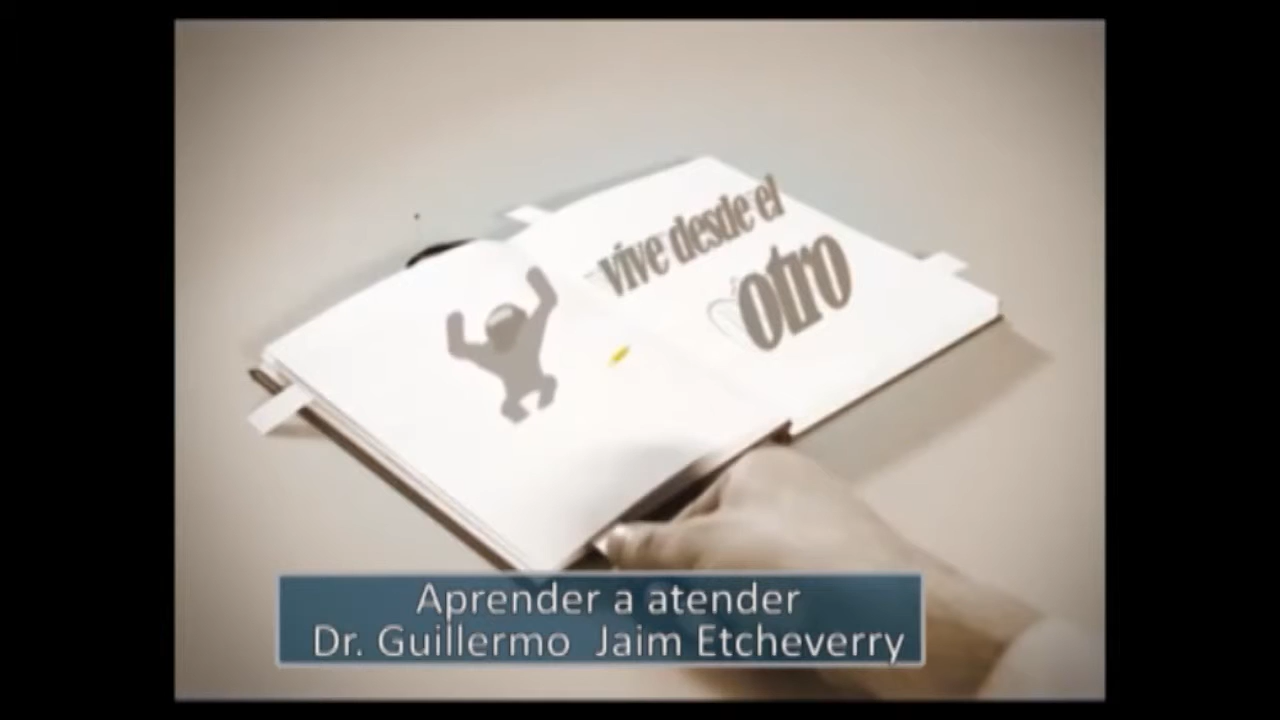 vive desde el
otro
Aprender a atender
Dr. Guillermo Jaim Etcheverry